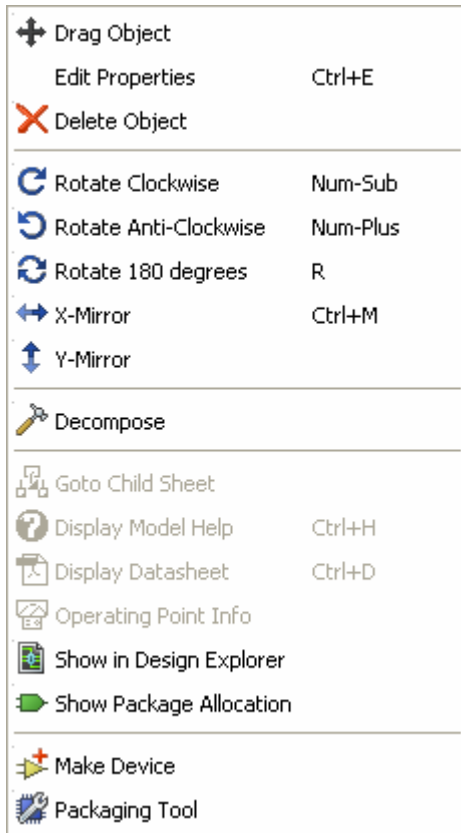 Drag Object
Edit Properties Ctrl+E
Delete Object
Rotate Clockwise Num-Sub
Rotate Anti-Clockwise Num-Plus
Rotate 180 degrees R
X-Mirror Ctrl+M
Y-Mirror
Decompose
Goto Child Sheet
Display Model Help Ctrl+H
Display Datasheet Ctrl+D
Operating Point Info
Show in Design Explorer
Show Package Allocation
Make Device
Packaging Tool